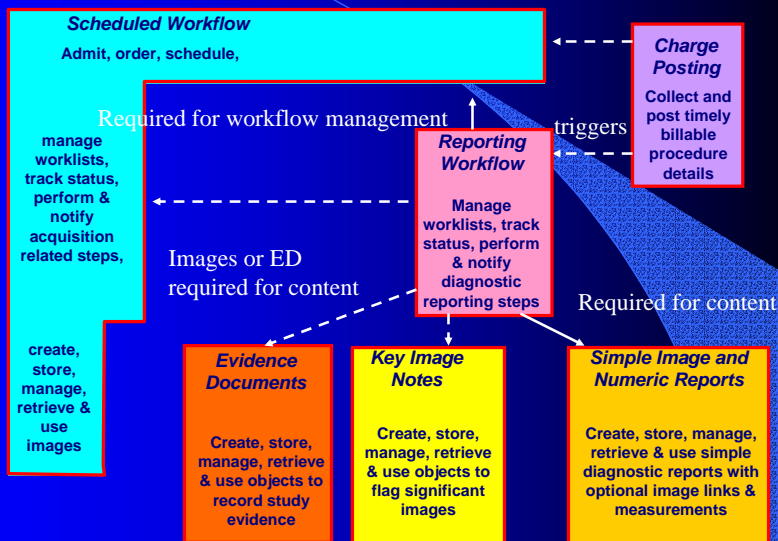 Scheduled Workflow
Admit, order, schedule,
manage
worklists,
track status,
perform &
notify
acquisition
related steps,
create,
store,
manage,
retrieve &
use
images
Required for workflow management
triggers
Charge
Posting
Collect and
post timely
billable
procedure
details
Reporting
Workflow
Manage
worklists, track
status, perform
& notify
diagnostic
reporting steps
Images or ED
required for content
Required for content
Evidence
Documents
Create, store,
manage, retrieve
& use objects to
record study
evidence
Key Image
Notes
Create, store,
manage, retrieve
& use objects to
flag significant
images
Simple Image and
Numeric Reports
Create, store, manage,
retrieve & use simple
diagnostic reports with
optional image links &
measurements